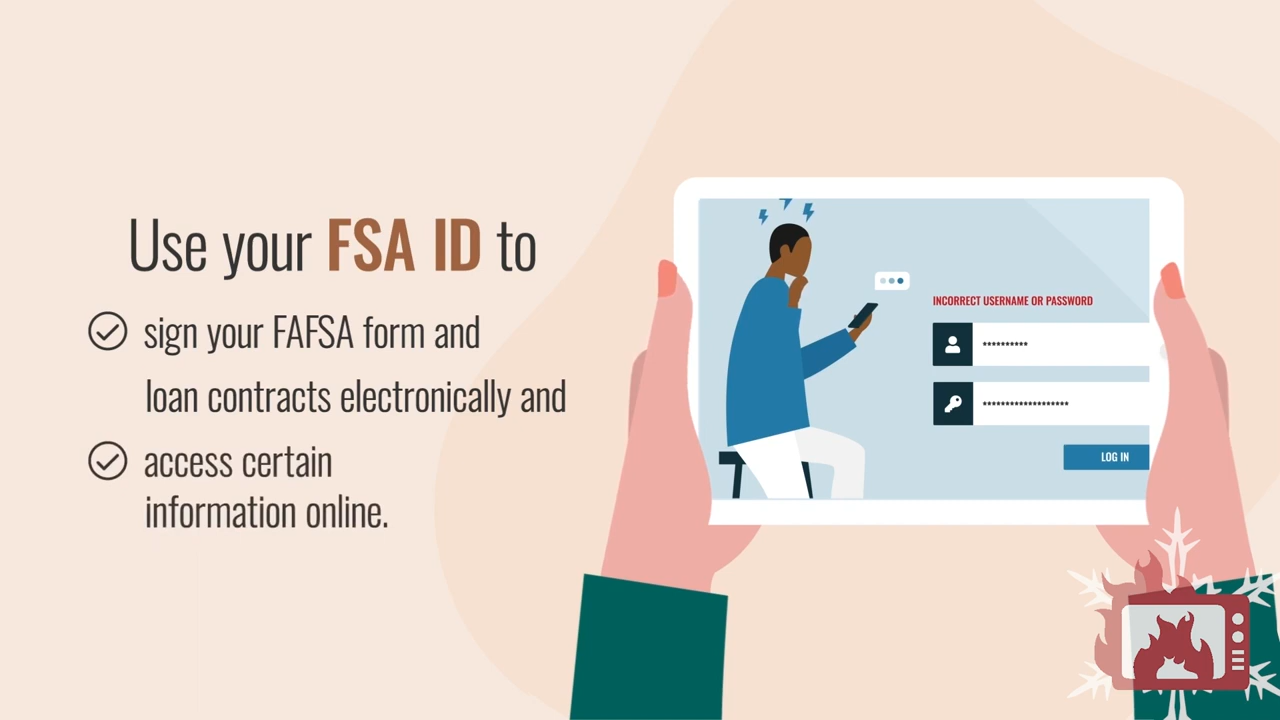 Use your FSA ID to
sign your FAFSA form and
loan contracts electronically and
access certain
information online.
INCORRECT USERNAME OR PASSWORD
**********
*******************
LOG IN